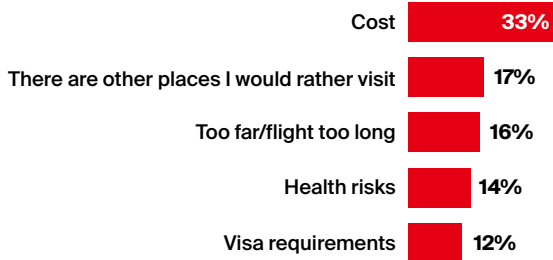 Cost 33%
There are other places I would rather visit 17%
Too far/flight too long 16%
Health risks 14%
Visa requirements 12%